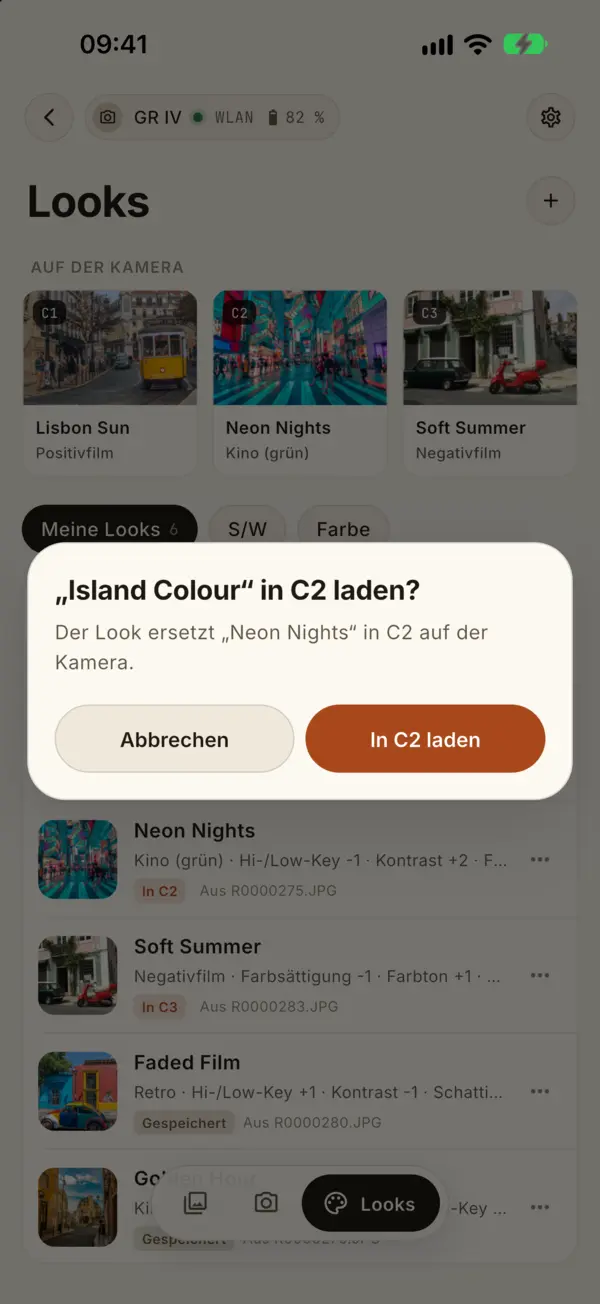 09:41
GR IV WLAN 82 %
Looks
AUF DER KAMERA
C1
C2
C3
Lisbon Sun
Positivfilm
Neon Nights
Kino (grün)
Soft Summer
Negativfilm
Meine Looks 6
S/W
Farbe
„Island Colour“ in C2 laden?
Der Look ersetzt „Neon Nights“ in C2 auf der
Kamera.
Abbrechen
In C2 laden
Neon Nights
Kino (grün) · Hi-/Low-Key -1 · Kontrast +2 · F...
In C2 Aus R0000275.JPG
Soft Summer
Negativfilm · Farbsättigung -1 · Farbton +1 · ...
In C3 Aus R0000283.JPG
Faded Film
Retro · Hi-/Low-Key +1 · Kontrast -1 · Schatti...
Gespeichert Aus R0000280.JPG
Golden Hour
-Key ...
Looks
Gespeichert